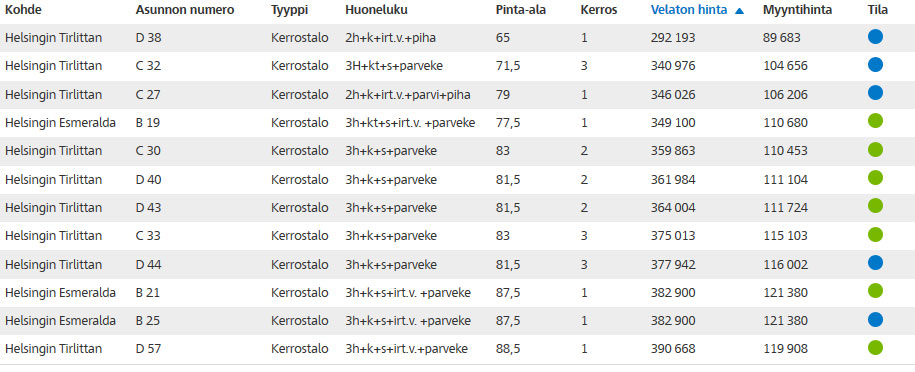 Kohde Asunnon numero Tyyppi Huoneluku Pinta-ala Kerros Velaton hinta Myyntihinta Tila
Helsingin Tirlittan D 38 Kerrostalo 2h+k+irt.v.+piha 65 1 292 193 89 683
Helsingin Tirlittan C 32 Kerrostalo 3H+kt+s+parveke 71,5 3 340 976 104 656
Helsingin Tirlittan C 27 Kerrostalo 2h+k+irt.v.+parvi+piha 79 1 346 026 106 206
Helsingin Esmeralda B 19 Kerrostalo 3h+kt+s+irt.v. +parveke 77,5 1 349 100 110 680
Helsingin Tirlittan C 30 Kerrostalo 3h+k+s+parveke 83 2 359 863 110 453
Helsingin Tirlittan D 40 Kerrostalo 3h+k+s+parveke 81,5 2 361 984 111 104
Helsingin Tirlittan D 43 Kerrostalo 3h+k+s+parveke 81,5 2 364 004 111 724
Helsingin Tirlittan C 33 Kerrostalo 3h+k+s+parveke 83 3 375 013 115 103
Helsingin Tirlittan D 44 Kerrostalo 3h+k+s+parveke 81,5 3 377 942 116 002
Helsingin Esmeralda B 21 Kerrostalo 3h+k+s+irt.v. +parveke 87,5 1 382 900 121 380
Helsingin Esmeralda B 25 Kerrostalo 3h+k+s+irt.v. +parveke 87,5 1 382 900 121 380
Helsingin Tirlittan D 57 Kerrostalo 3h+k+s+irt.v.+parveke 88,5 1 390 668 119 908